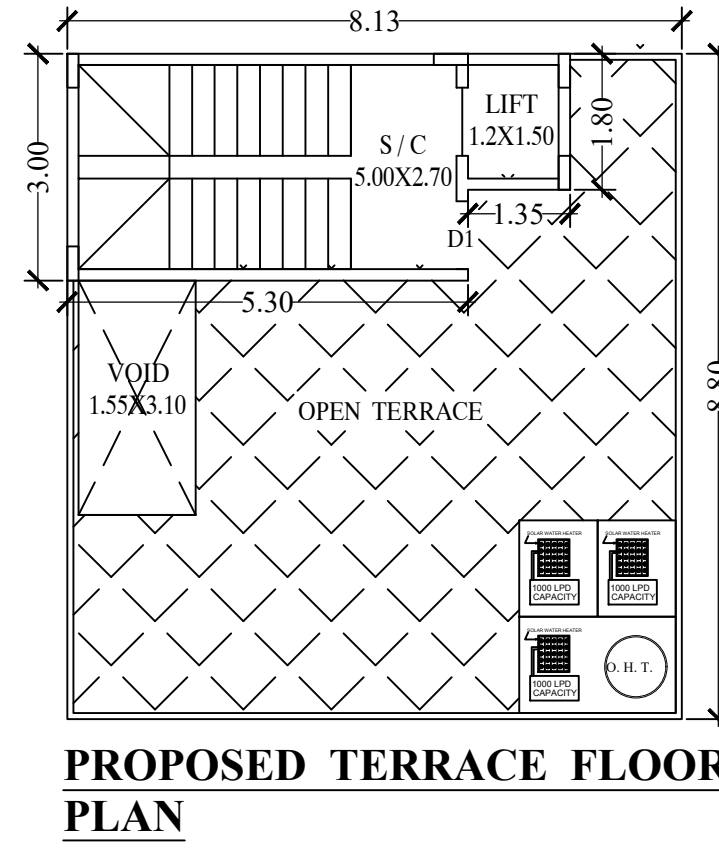 8.13
3.00
LIFT
1.2X1.50
1.80
S / C
5.00X2.70
1.35
D1
5.30
VOID
1.55X3.10
OPEN TERRACE
8.80
SOLAR WATER HEATER
1000 LPD
CAPACITY
SOLAR WATER HEATER
1000 LPD
CAPACITY
SOLAR WATER HEATER
1000 LPD
CAPACITY
O. H. T.
PROPOSED TERRACE FLOOR
PLAN